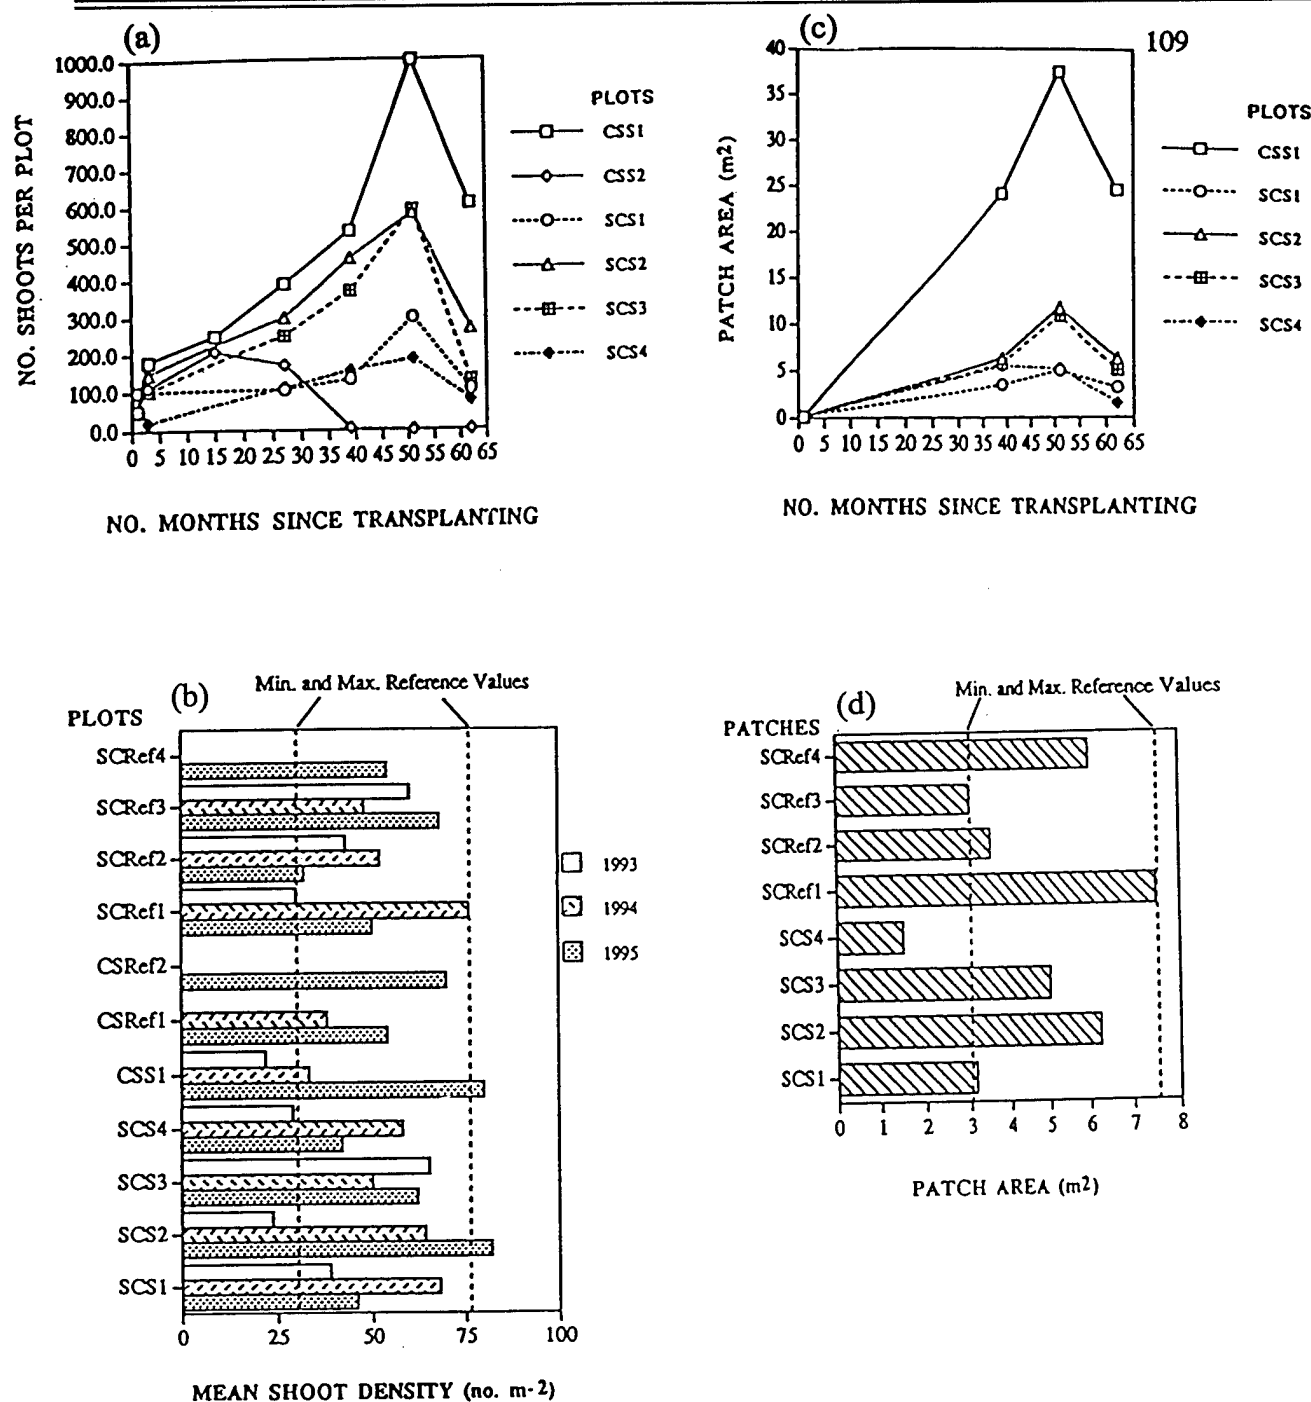 (a)
NO. SHOOTS PER PLOT
1000.0
900.0
800.0
700.0
600.0
500.0
400.0
300.0
200.0
100.0
0.0
0 5 10 15 20 25 30 35 40 45 50 55 60 65
NO. MONTHS SINCE TRANSPLANTING
PLOTS
CSS1
CSS2
SCS1
SCS2
SCS3
SCS4
(c)
109
PATCH AREA (m2)
40
35
30
25
20
15
10
5
0
0 5 10 15 20 25 30 35 40 45 50 55 60 65
NO. MONTHS SINCE TRANSPLANTING
PLOTS
CSS1
SCS1
SCS2
SCS3
SCS4
(b)
Min. and Max. Reference Values
PLOTS
SCRef4
SCRef3
SCRef2
SCRef1
CSRef2
CSRef1
CSS1
SCS4
SCS3
SCS2
SCS1
0 25 50 75 100
MEAN SHOOT DENSITY (no. m-2)
1993
1994
1995
(d)
Min. and Max. Reference Values
PATCHES
SCRef4
SCRef3
SCRef2
SCRef1
SCS4
SCS3
SCS2
SCS1
0 1 2 3 4 5 6 7 8
PATCH AREA (m2)